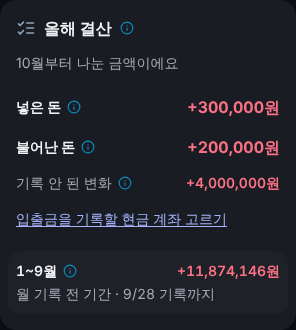 올해 결산
10월부터 나눈 금액이에요
넣은 돈 +300,000원
불어난 돈 +200,000원
기록 안 된 변화 +4,000,000원
입출금을 기록할 현금 계좌 고르기
1~9월 +11,874,146원
월 기록 전 기간 · 9/28 기록까지